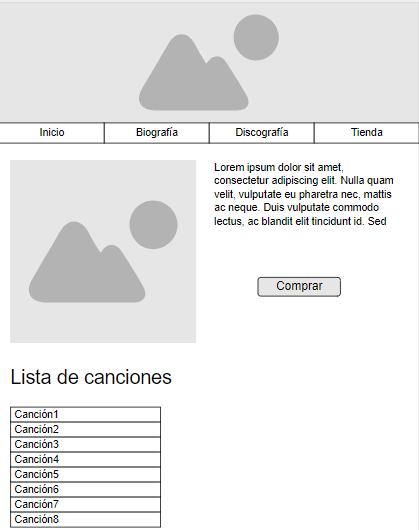 Inicio
Biografía
Discografía
Tienda
Lorem ipsum dolor sit amet,
consectetur adipiscing elit. Nulla quam
velit, vulputate eu pharetra nec, mattis
ac neque. Duis vulputate commodo
lectus, ac blandit elit tincidunt id. Sed
Comprar
Lista de canciones
Canción1
Canción2
Canción3
Canción4
Canción5
Canción6
Canción7
Canción8